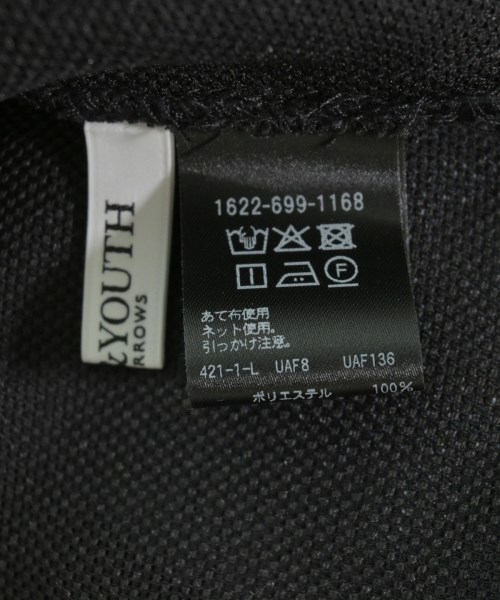 &YOUTH
RROWS
1622-699-1168
F
あて布使用
ネット使用。
引っかけ注意。
421-1-L UAF8 UAF136
ポリエステル 100%